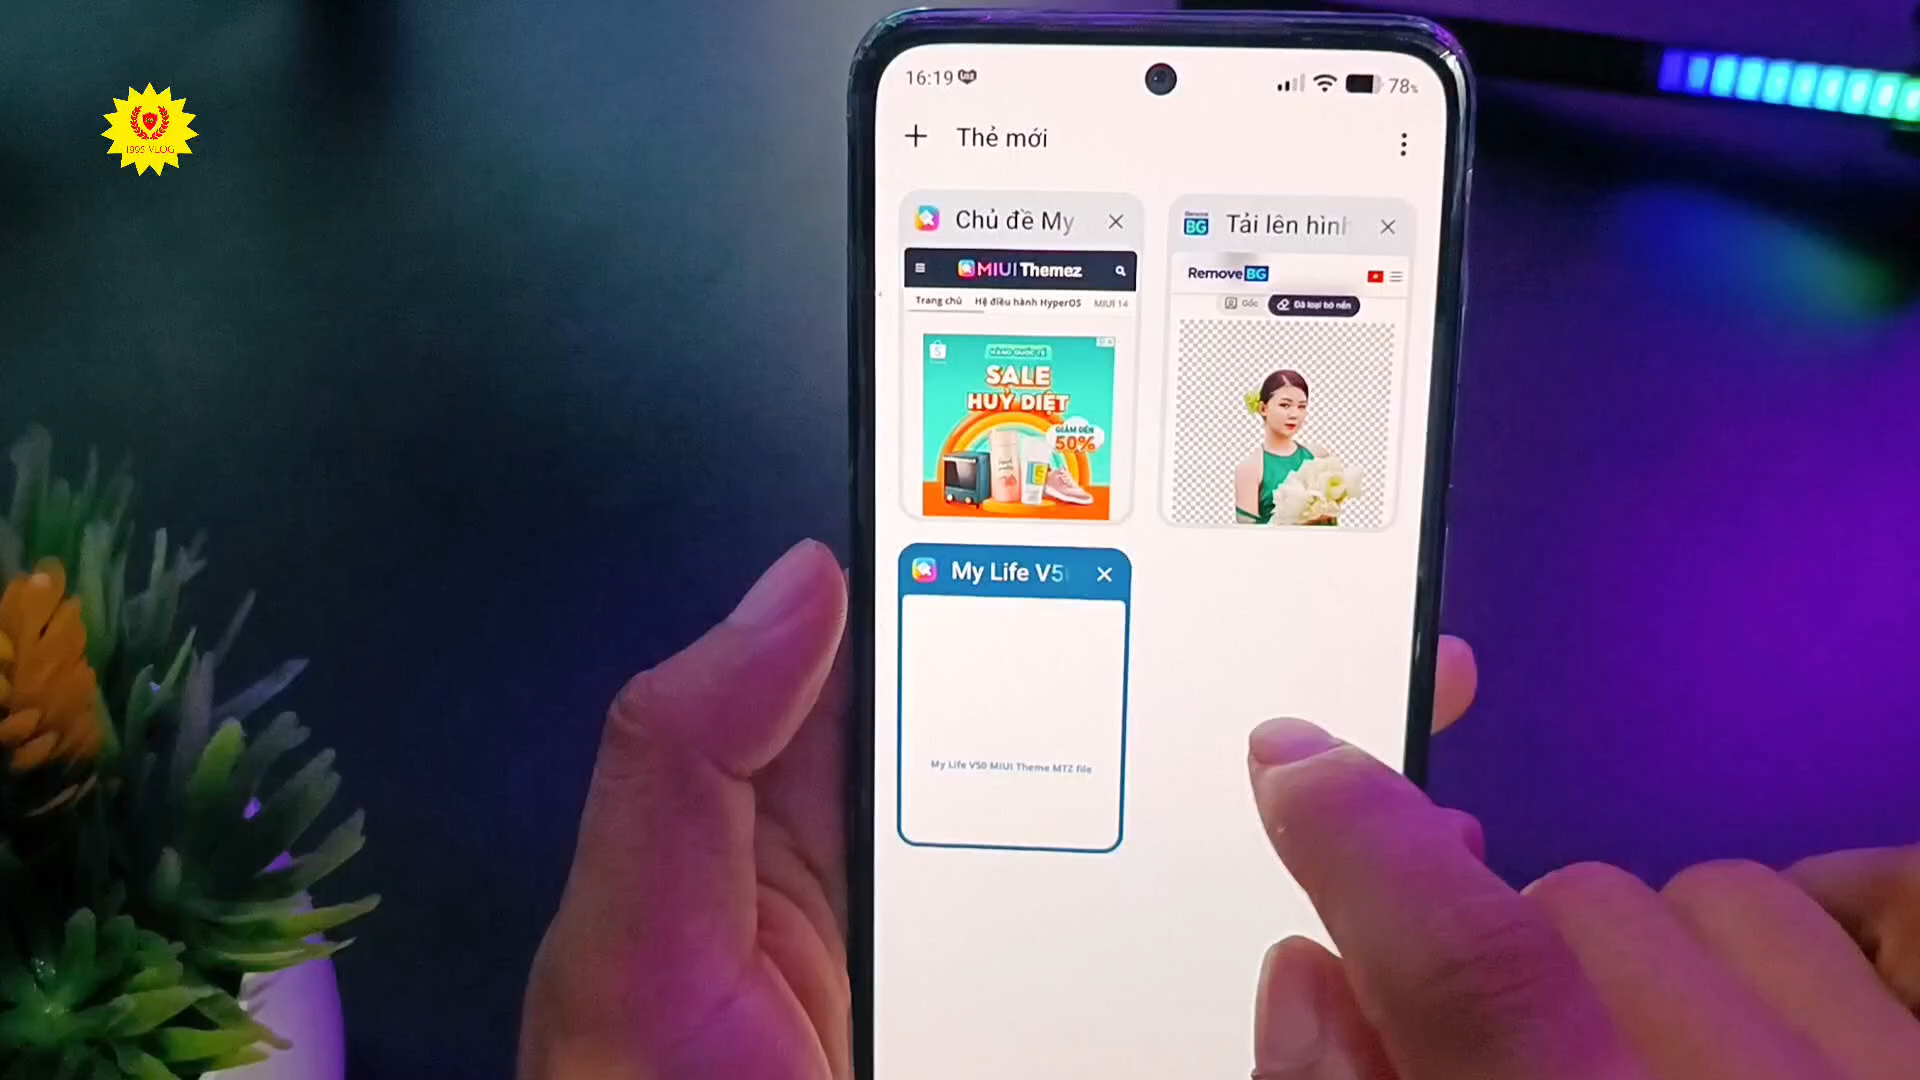 1995 VLOG
16:19
78%
Thẻ mới
Chủ đề My
MIUI Themez
Trang chủ Hệ điều hành HyperOS MIUI 14
HÀNG QUỐC TẾ
SALE
HUỶ DIỆT
GIẢM ĐẾN
50%
Remove
BG
Tải lên hình
RemoveBG
Gốc Đã loại bỏ nền
My Life V5
My Life V50 MIUI Theme MTZ file